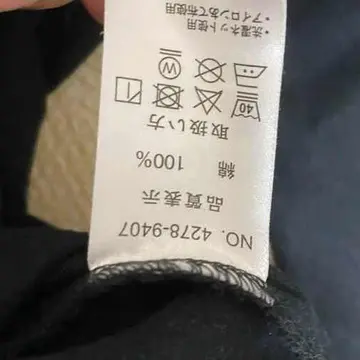 NO. 4278-9407
品質表示
綿 100%
取扱い方
40
W
・洗濯ネット使用
・アイロンあて布使用